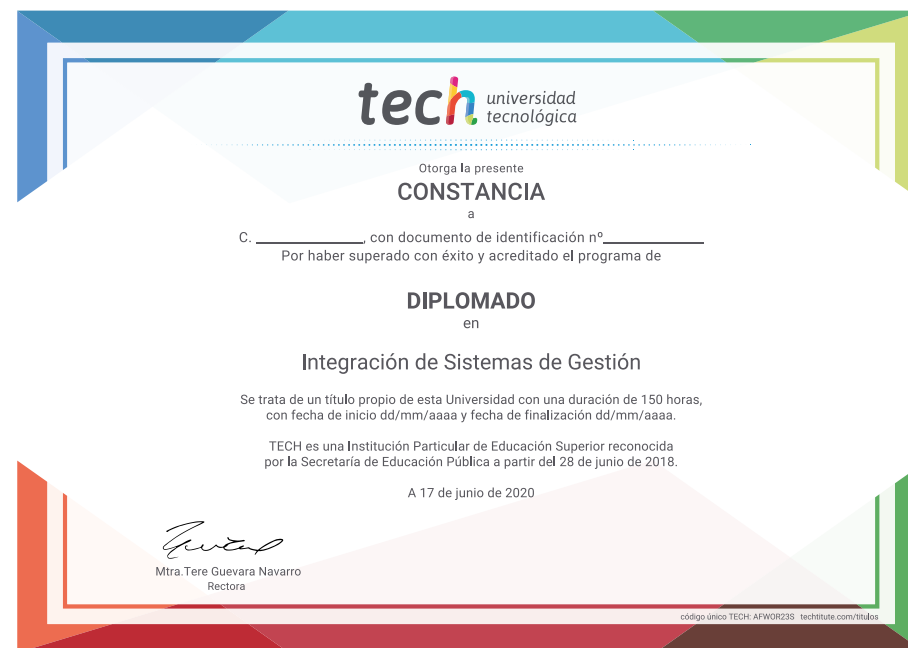 tech universidad
tecnológica
Otorga la presente
CONSTANCIA
a
C. ______________, con documento de identificación nº_____________
Por haber superado con éxito y acreditado el programa de
DIPLOMADO
en
Integración de Sistemas de Gestión
Se trata de un título propio de esta Universidad con una duración de 150 horas,
con fecha de inicio dd/mm/aaaa y fecha de finalización dd/mm/aaaa.
TECH es una Institución Particular de Educación Superior reconocida
por la Secretaría de Educación Pública a partir del 28 de junio de 2018.
A 17 de junio de 2020
Mtra.Tere Guevara Navarro
Rectora
código único TECH: AFWOR23S techtitute.com/titulos